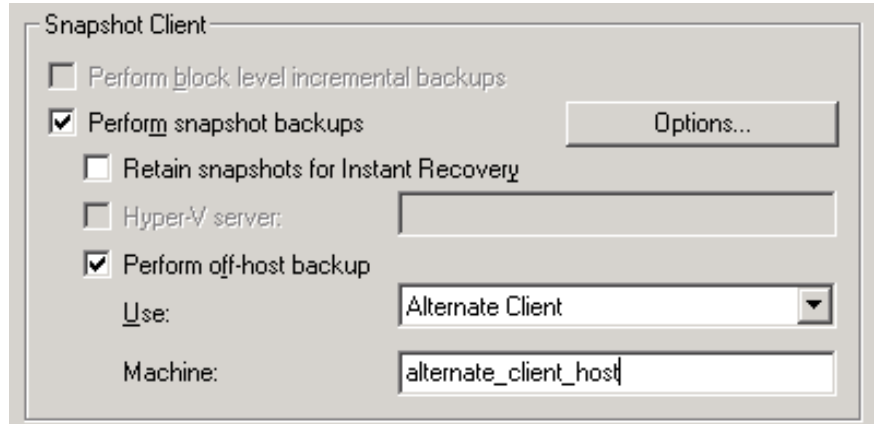 Snapshot Client
Perform block level incremental backups
Perform snapshot backups
Options...
Retain snapshots for Instant Recovery
Hyper-V server:
Perform off-host backup
Use:
Alternate Client
Machine:
alternate_client_host